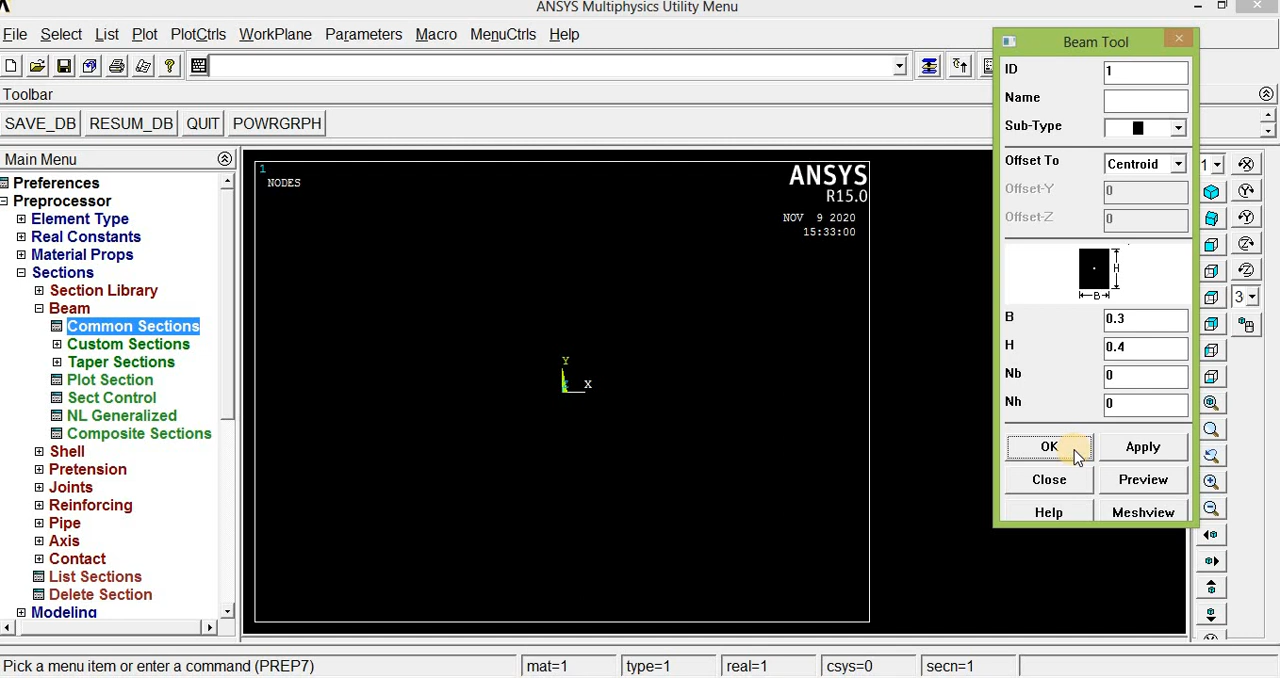 ANSYS Multiphysics Utility Menu
File Select List Plot PlotCtrls WorkPlane Parameters Macro MenuCtrls Help
Toolbar
SAVE_DB RESUM_DB QUIT POWRGRPH
Main Menu
Preferences
Preprocessor
Element Type
Real Constants
Material Props
Sections
Section Library
Beam
Common Sections
Custom Sections
Taper Sections
Plot Section
Sect Control
NL Generalized
Composite Sections
Shell
Pretension
Joints
Reinforcing
Pipe
Axis
Contact
List Sections
Delete Section
Modeling
1
NODES
ANSYS
R15.0
NOV 9 2020
15:33:00
Y
X
Beam Tool
ID 1
Name
Sub-Type
Offset To Centroid
Offset-Y 0
Offset-Z 0
H
B
B 0.3
H 0.4
Nb 0
Nh 0
OK Apply
Close Preview
Help Meshview
1
3
Pick a menu item or enter a command (PREP7) mat=1 type=1 real=1 csys=0 secn=1